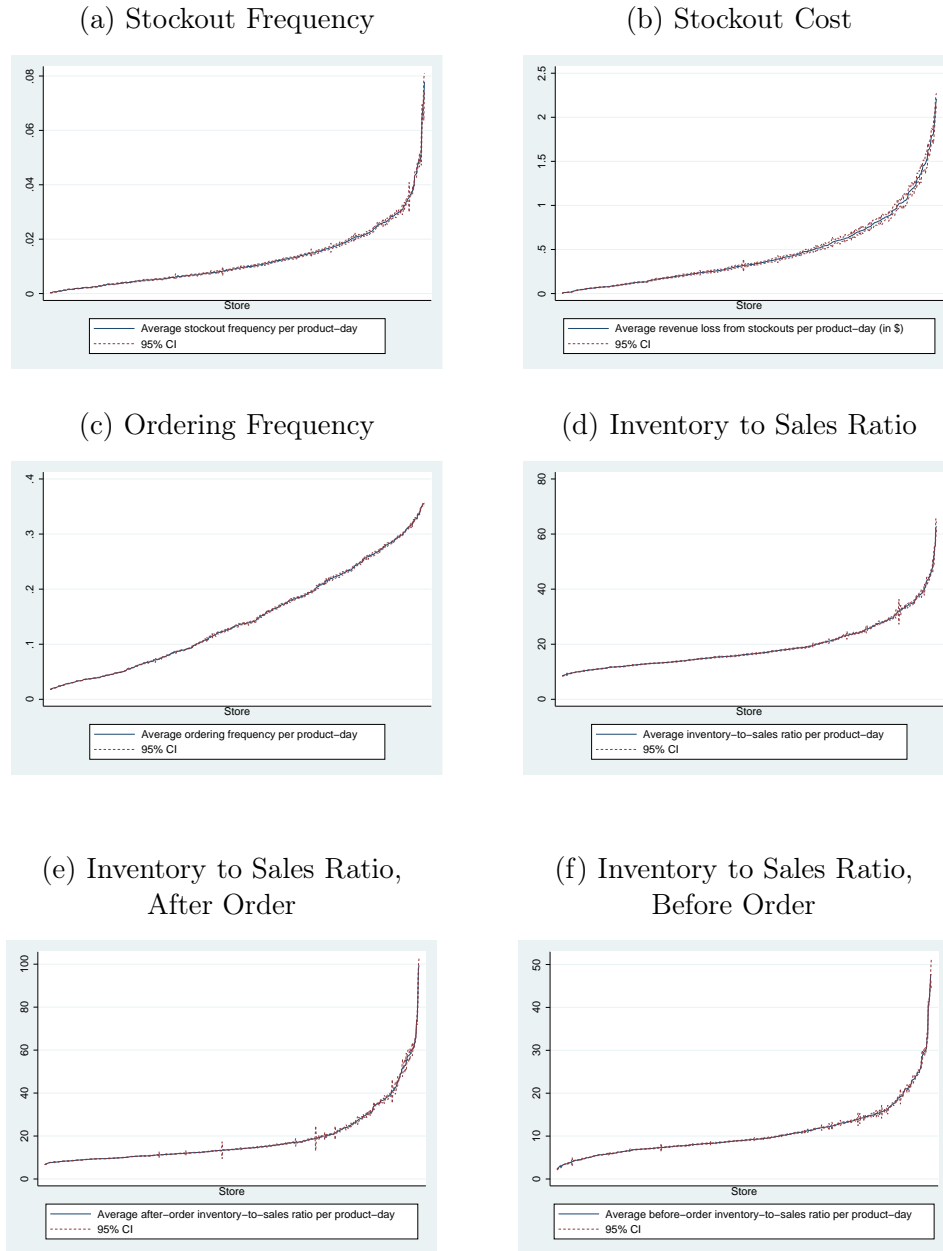 (a) Stockout Frequency
0
.02
.04
.06
.08
Store
Average stockout frequency per product−day
95% CI
(b) Stockout Cost
0
.5
1
1.5
2
2.5
Store
Average revenue loss from stockouts per product−day (in $)
95% CI
(c) Ordering Frequency
0
.1
.2
.3
.4
Store
Average ordering frequency per product−day
95% CI
(d) Inventory to Sales Ratio
0
20
40
60
80
Store
Average inventory−to−sales ratio per product−day
95% CI
(e) Inventory to Sales Ratio,
After Order
0
20
40
60
80
100
Store
Average after−order inventory−to−sales ratio per product−day
95% CI
(f) Inventory to Sales Ratio,
Before Order
0
10
20
30
40
50
Store
Average before−order inventory−to−sales ratio per product−day
95% CI